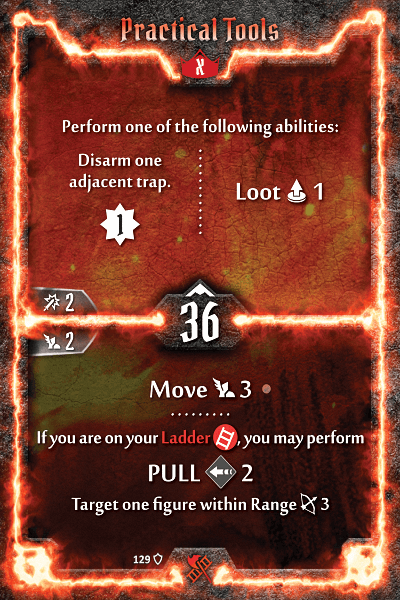 Practical Tools
א
Perform one of the following abilities:
Disarm one
adjacent trap.
1
Loot 1
2
36
2
Move 3
If you are on your Ladder, you may perform
PULL 2
Target one figure within Range 3
129